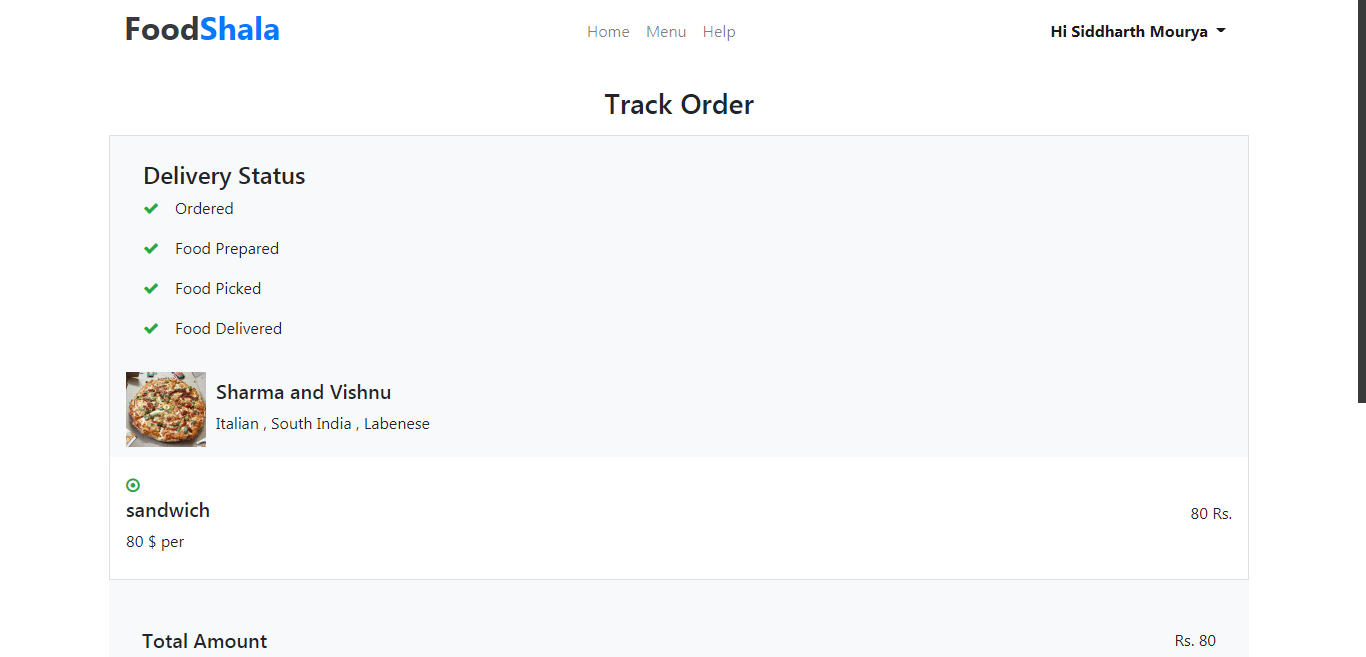 FoodShala
Home Menu Help
Hi Siddharth Mourya
Track Order
Delivery Status
Ordered
Food Prepared
Food Picked
Food Delivered
Sharma and Vishnu
Italian , South India , Labenese
sandwich
80 Rs.
80 $ per
Total Amount
Rs. 80